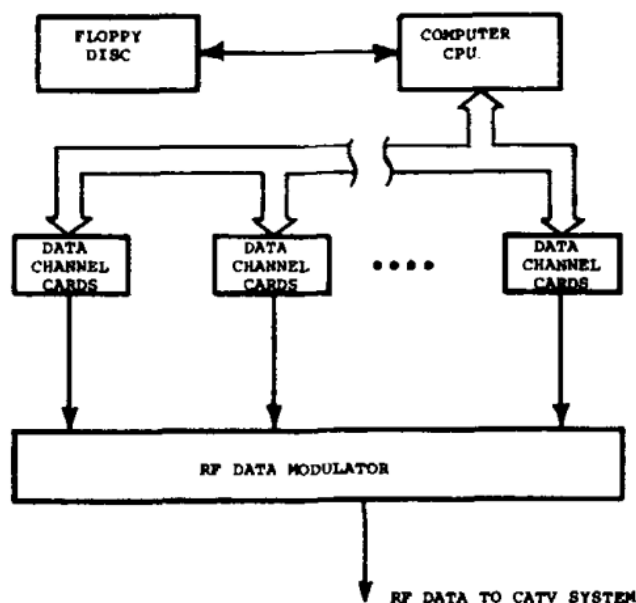 FLOPPY
DISC
COMPUTER
CPU.
DATA
CHANNEL
CARDS
DATA
CHANNEL
CARDS
DATA
CHANNEL
CARDS
RF DATA MODULATOR
RF DATA TO CATV SYSTEM